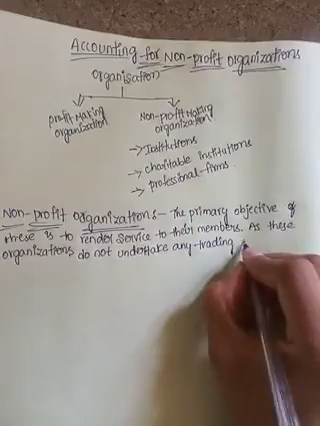 Accounting for Non-profit Organizations
Organisation
profit Making Non-profit Making
organization organization
→ Institutions
→ charitable institutions
→ professional-firms.
Non-profit organizations - The primary objective of
these is to render service to their members. As these
organizations do not undertake any-trading